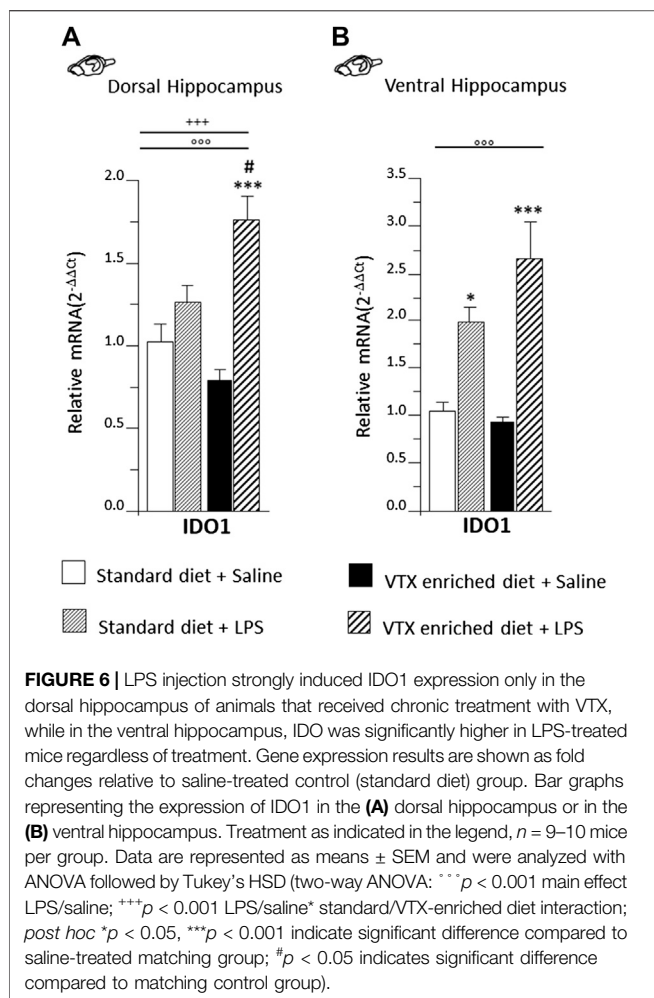 A
B
Dorsal Hippocampus
Ventral Hippocampus
+++
°°°
°°°
#
***
***
*
Relative mRNA(2-ΔΔCt)
2.0
1.5
1.0
0.5
0.0
Relative mRNA(2-ΔΔCt)
3.5
3.0
2.5
2.0
1.5
1.0
0.5
0.0
IDO1
IDO1
Standard diet + Saline
VTX enriched diet + Saline
Standard diet + LPS
VTX enriched diet + LPS
FIGURE 6 | LPS injection strongly induced IDO1 expression only in the
dorsal hippocampus of animals that received chronic treatment with VTX,
while in the ventral hippocampus, IDO was significantly higher in LPS-treated
mice regardless of treatment. Gene expression results are shown as fold
changes relative to saline-treated control (standard diet) group. Bar graphs
representing the expression of IDO1 in the (A) dorsal hippocampus or in the
(B) ventral hippocampus. Treatment as indicated in the legend, n = 9–10 mice
per group. Data are represented as means ± SEM and were analyzed with
ANOVA followed by Tukey's HSD (two-way ANOVA: °°°p < 0.001 main effect
LPS/saline; +++p < 0.001 LPS/saline* standard/VTX-enriched diet interaction;
post hoc *p < 0.05, ***p < 0.001 indicate significant difference compared to
saline-treated matching group; #p < 0.05 indicates significant difference
compared to matching control group).